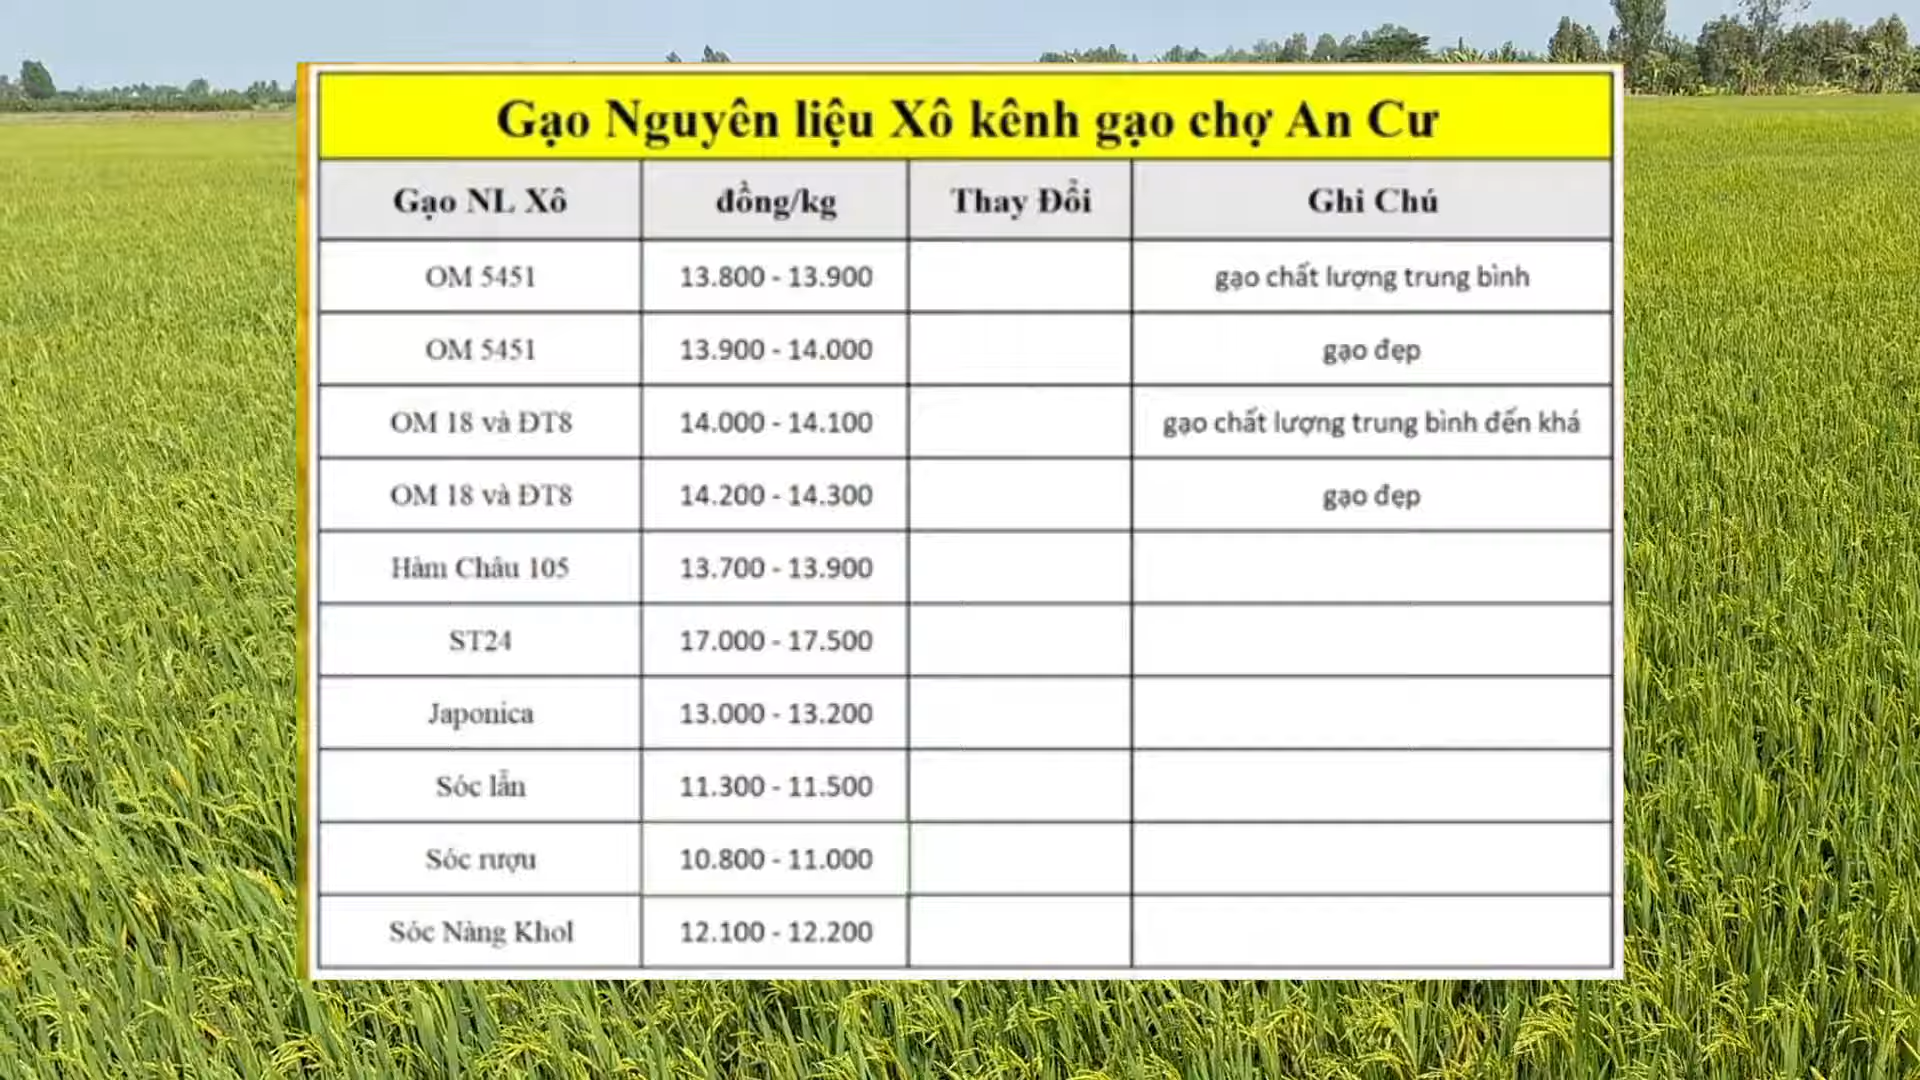 Gạo Nguyên liệu Xô kênh gạo chợ An Cư
Gạo NL Xô đồng/kg Thay Đổi Ghi Chú
OM 5451 13.800 - 13.900 gạo chất lượng trung bình
OM 5451 13.900 - 14.000 gạo đẹp
OM 18 và ĐT8 14.000 - 14.100 gạo chất lượng trung bình đến khá
OM 18 và ĐT8 14.200 - 14.300 gạo đẹp
Hàm Châu 105 13.700 - 13.900
ST24 17.000 - 17.500
Japonica 13.000 - 13.200
Sóc lẫn 11.300 - 11.500
Sóc rượu 10.800 - 11.000
Sóc Nàng Khol 12.100 - 12.200